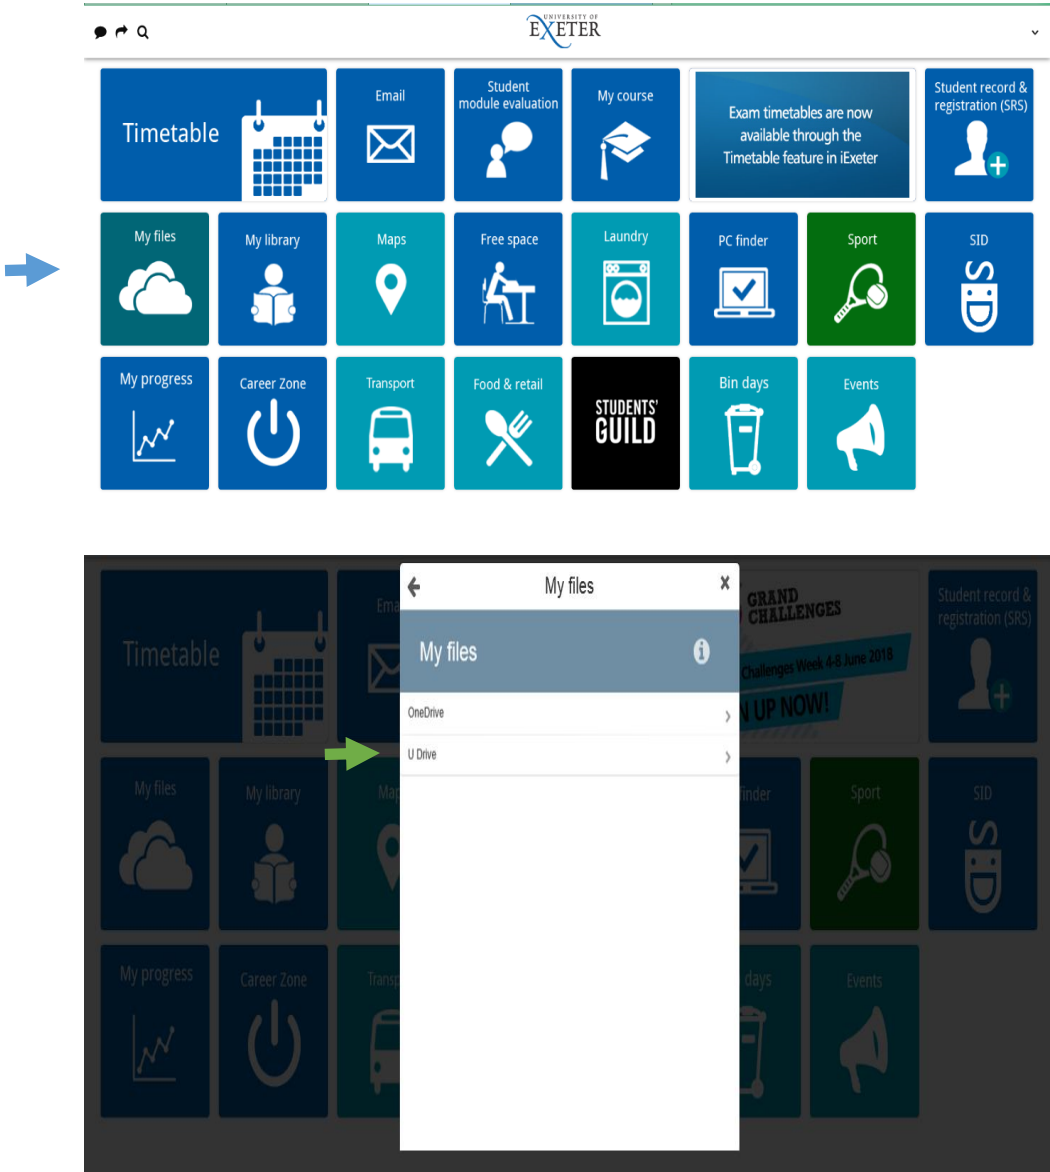 UNIVERSITY OF
EXETER
Timetable
Email
Student
module evaluation
My course
Exam timetables are now
available through the
Timetable feature in iExeter
Student record &
registration (SRS)
My files
My library
Maps
Free space
Laundry
PC finder
Sport
SID
My progress
Career Zone
Transport
Food & retail
STUDENTS'
GUILD
Bin days
Events
My files
My files
OneDrive
U Drive
Timetable
Ema
GRAND
CHALLENGES
Challenges Week 4-8 June 2018
N UP NOW!
Student record &
registration (SRS)
My files
My library
Map
finder
Sport
SID
My progress
Career Zone
Transp
days
Events